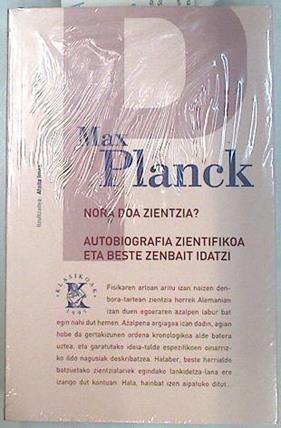 Max
Planck
NORA DOA ZIENTZIA?
AUTOBIOGRAFIA ZIENTIFIKOA
ETA BESTE ZENBAIT IDATZI
Itzultzailea:
KLASIKOAK
1991
Fisikaren arloan aritu izan naizen den-
bora-tartean zientzia horrek Alemanian
izan duen egoeraren azalpen labur bat
egin nahi dut hemen. Azalpena argiagoa izan dadin, agian
hobe da gertakizunen ordena kronologikoa alde batera
uztea, eta garatutako ideia-talde espezifikoen oinarriz-
ko ildo nagusiak deskribatzea. Halaber, beste herrialde
batzuetako zientzialariek egindako lankidetza-lana ere
izango dut kontuan. Hala, hainbat izen aipatuko ditut...